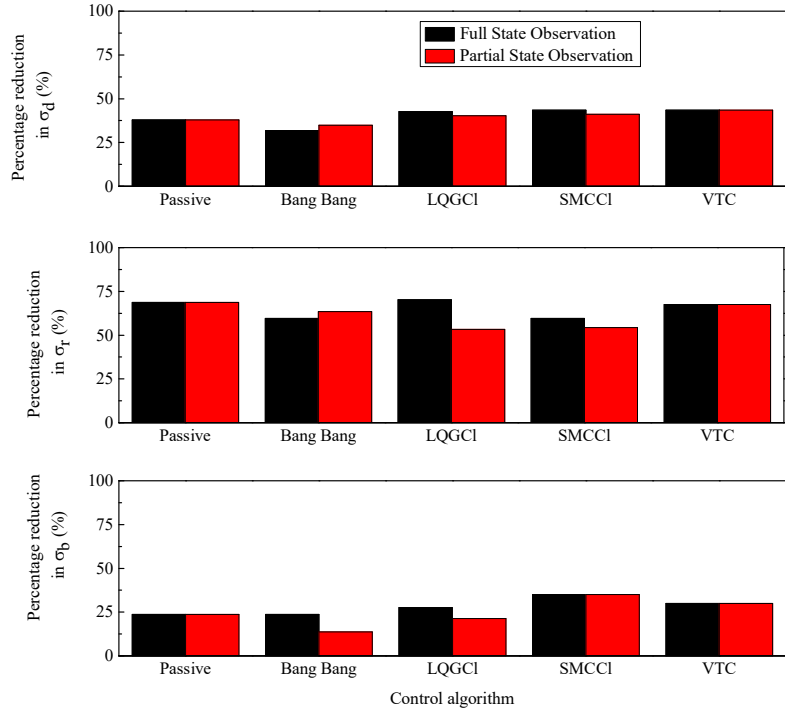 Percentage reduction
in σd (%)
100
75
50
25
0
Full State Observation
Partial State Observation
Passive Bang Bang LQGCl SMCCl VTC
Percentage reduction
in σr (%)
100
75
50
25
0
Passive Bang Bang LQGCl SMCCl VTC
Percentage reduction
in σb (%)
100
75
50
25
0
Passive Bang Bang LQGCl SMCCl VTC
Control algorithm